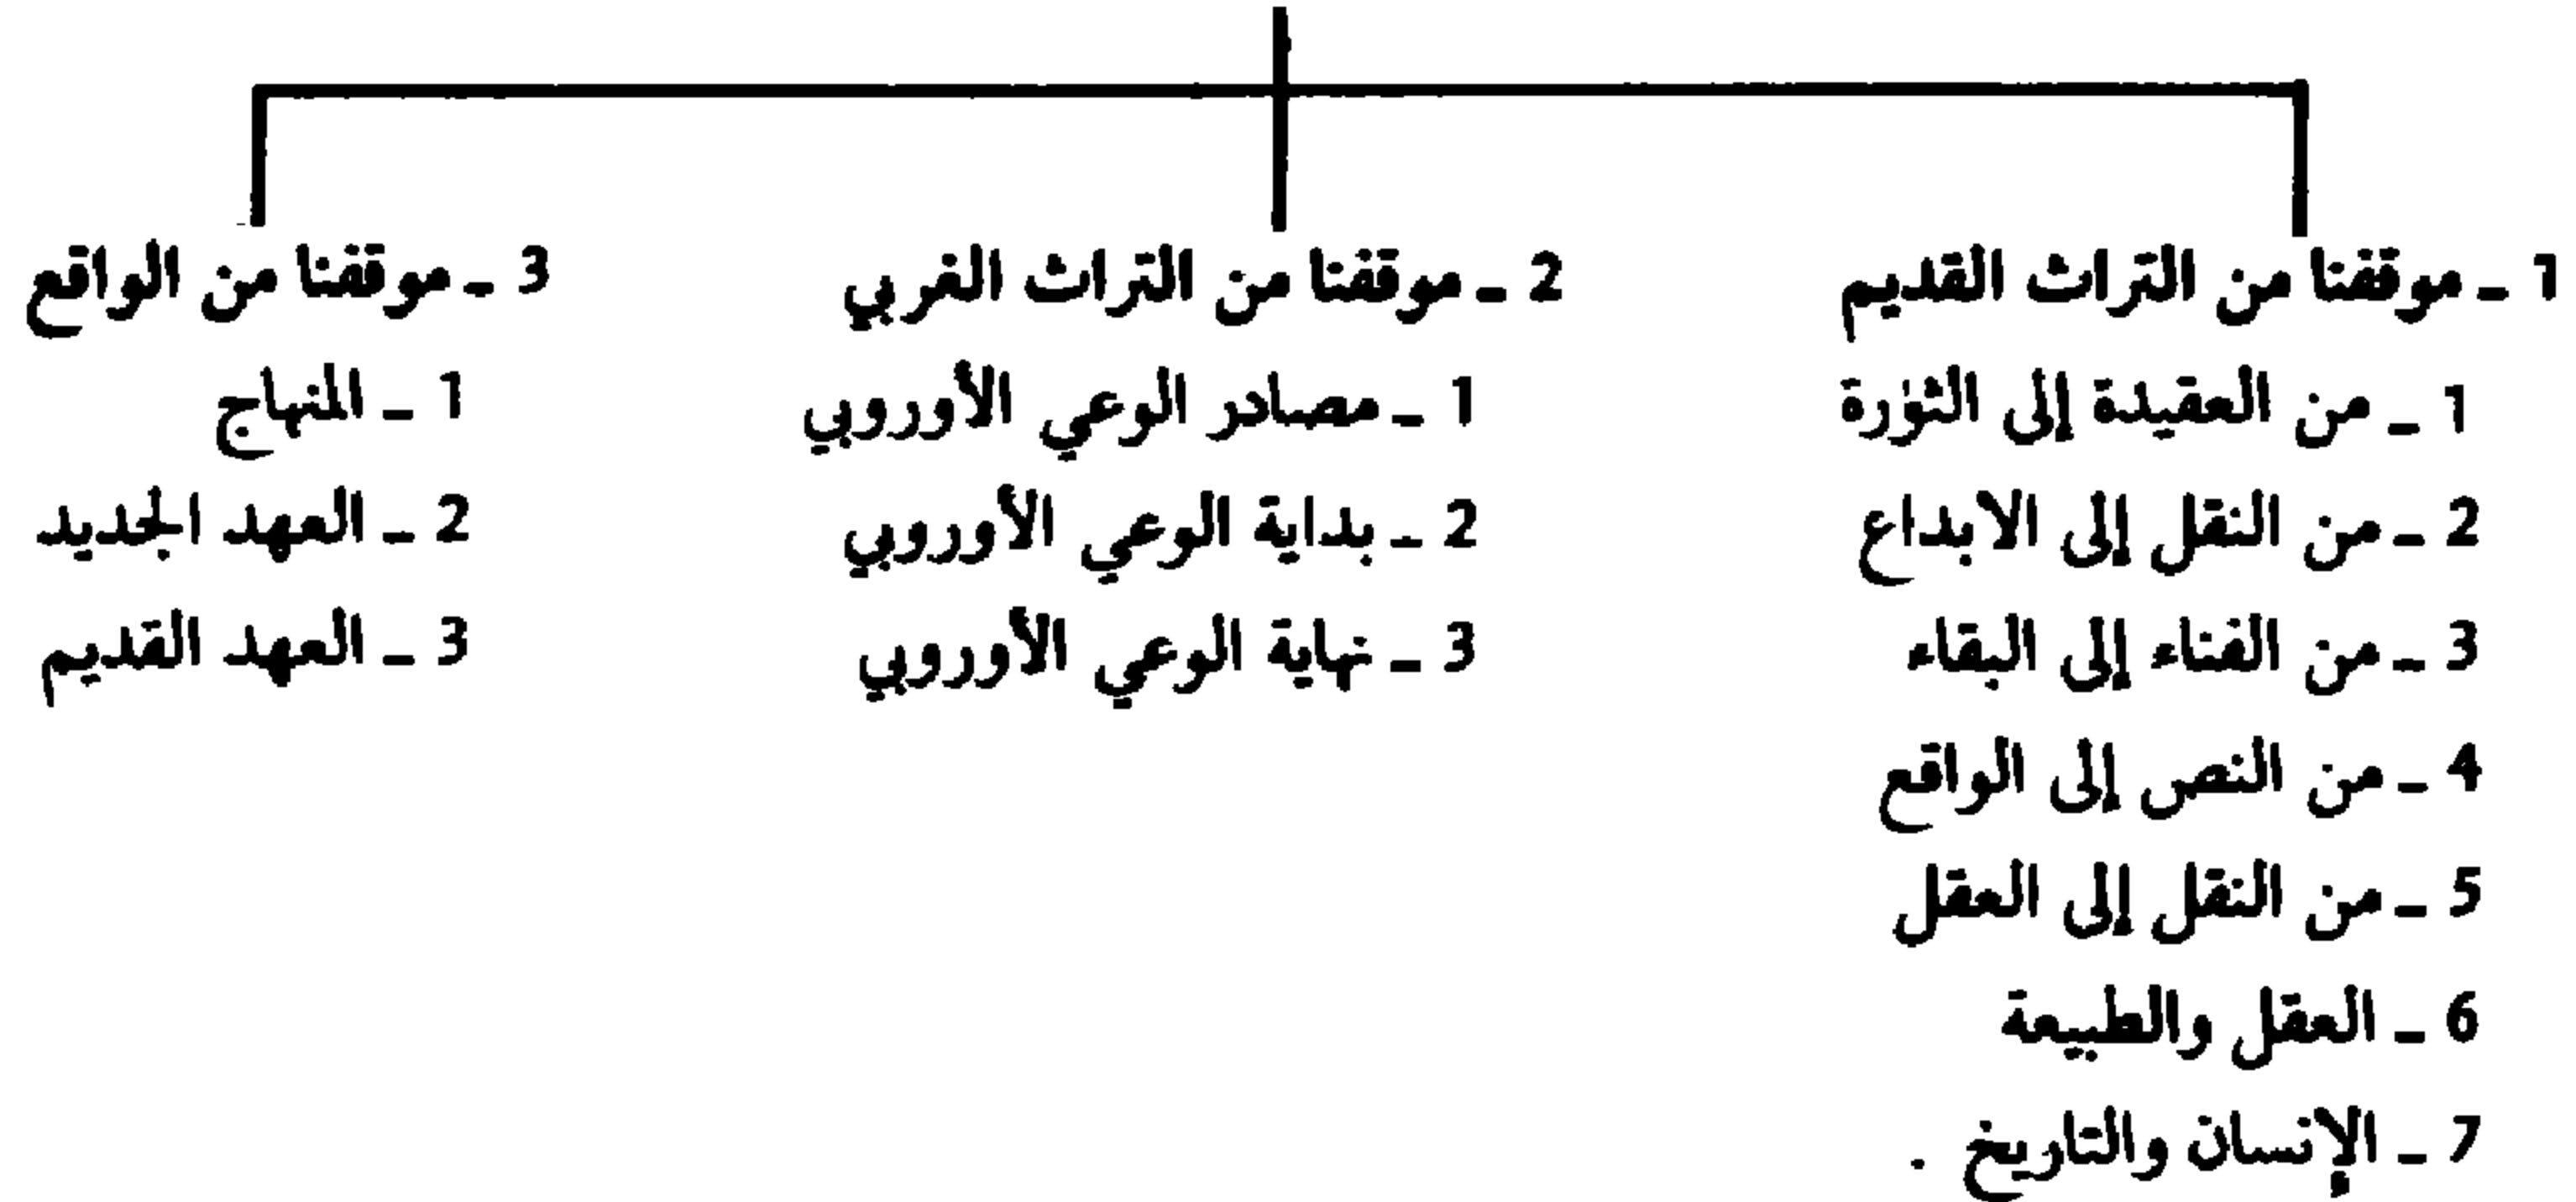 1 ـ موقفنا من التراث القديم
1 ـ من العقيدة إلى الثورة
2 ـ من النقل إلى الابداع
3 ـ من الفناء إلى البقاء
4 ـ من النص إلى الواقع
5 ـ من النقل إلى العقل
6 ـ العقل والطبيعة
7 ـ الإنسان والتاريخ .
2 ـ موقفنا من التراث الغربي
1 ـ مصادر الوعي الأوروبي
2 ـ بداية الوعي الأوروبي
3 ـ نهاية الوعي الأوروبي
3 ـ موقفنا من الواقع
1 ـ المنهاج
2 ـ العهد الجديد
3 ـ العهد القديم